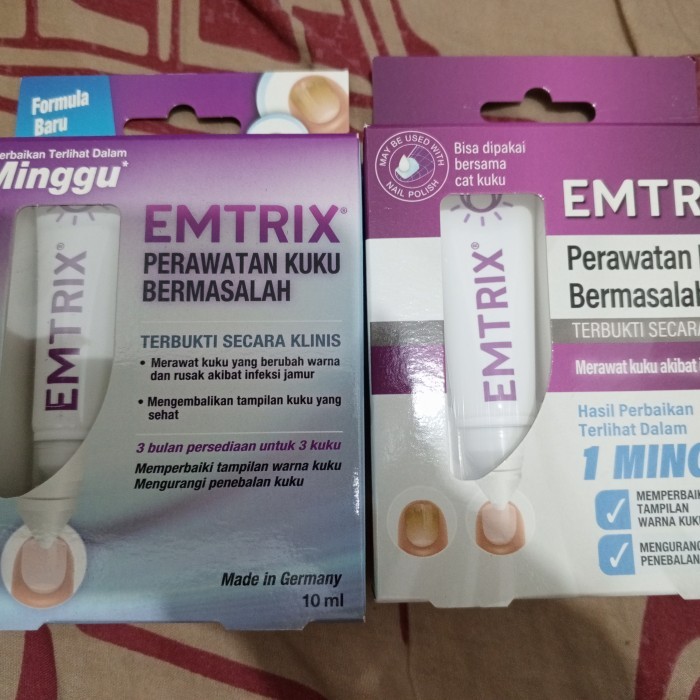 Formula
Baru
Perbaikan Terlihat Dalam
Minggu*
EMTRIX®
PERAWATAN KUKU
BERMASALAH
TERBUKTI SECARA KLINIS
• Merawat kuku yang berubah warna
dan rusak akibat infeksi jamur
• Mengembalikan tampilan kuku yang
sehat
3 bulan persediaan untuk 3 kuku
Memperbaiki tampilan warna kuku
Mengurangi penebalan kuku
Made in Germany
10 ml
EMTRIX®
MAY BE USED WITH
NAIL POLISH
Bisa dipakai
bersama
cat kuku
EMTR
Perawatan
Bermasalah
TERBUKTI SECARA
Merawat kuku akibat
Hasil Perbaikan
Terlihat Dalam
1 MING
MEMPERBAIK
TAMPILAN
WARNA KUK
MENGURANG
PENEBALAN
EMTRIX®